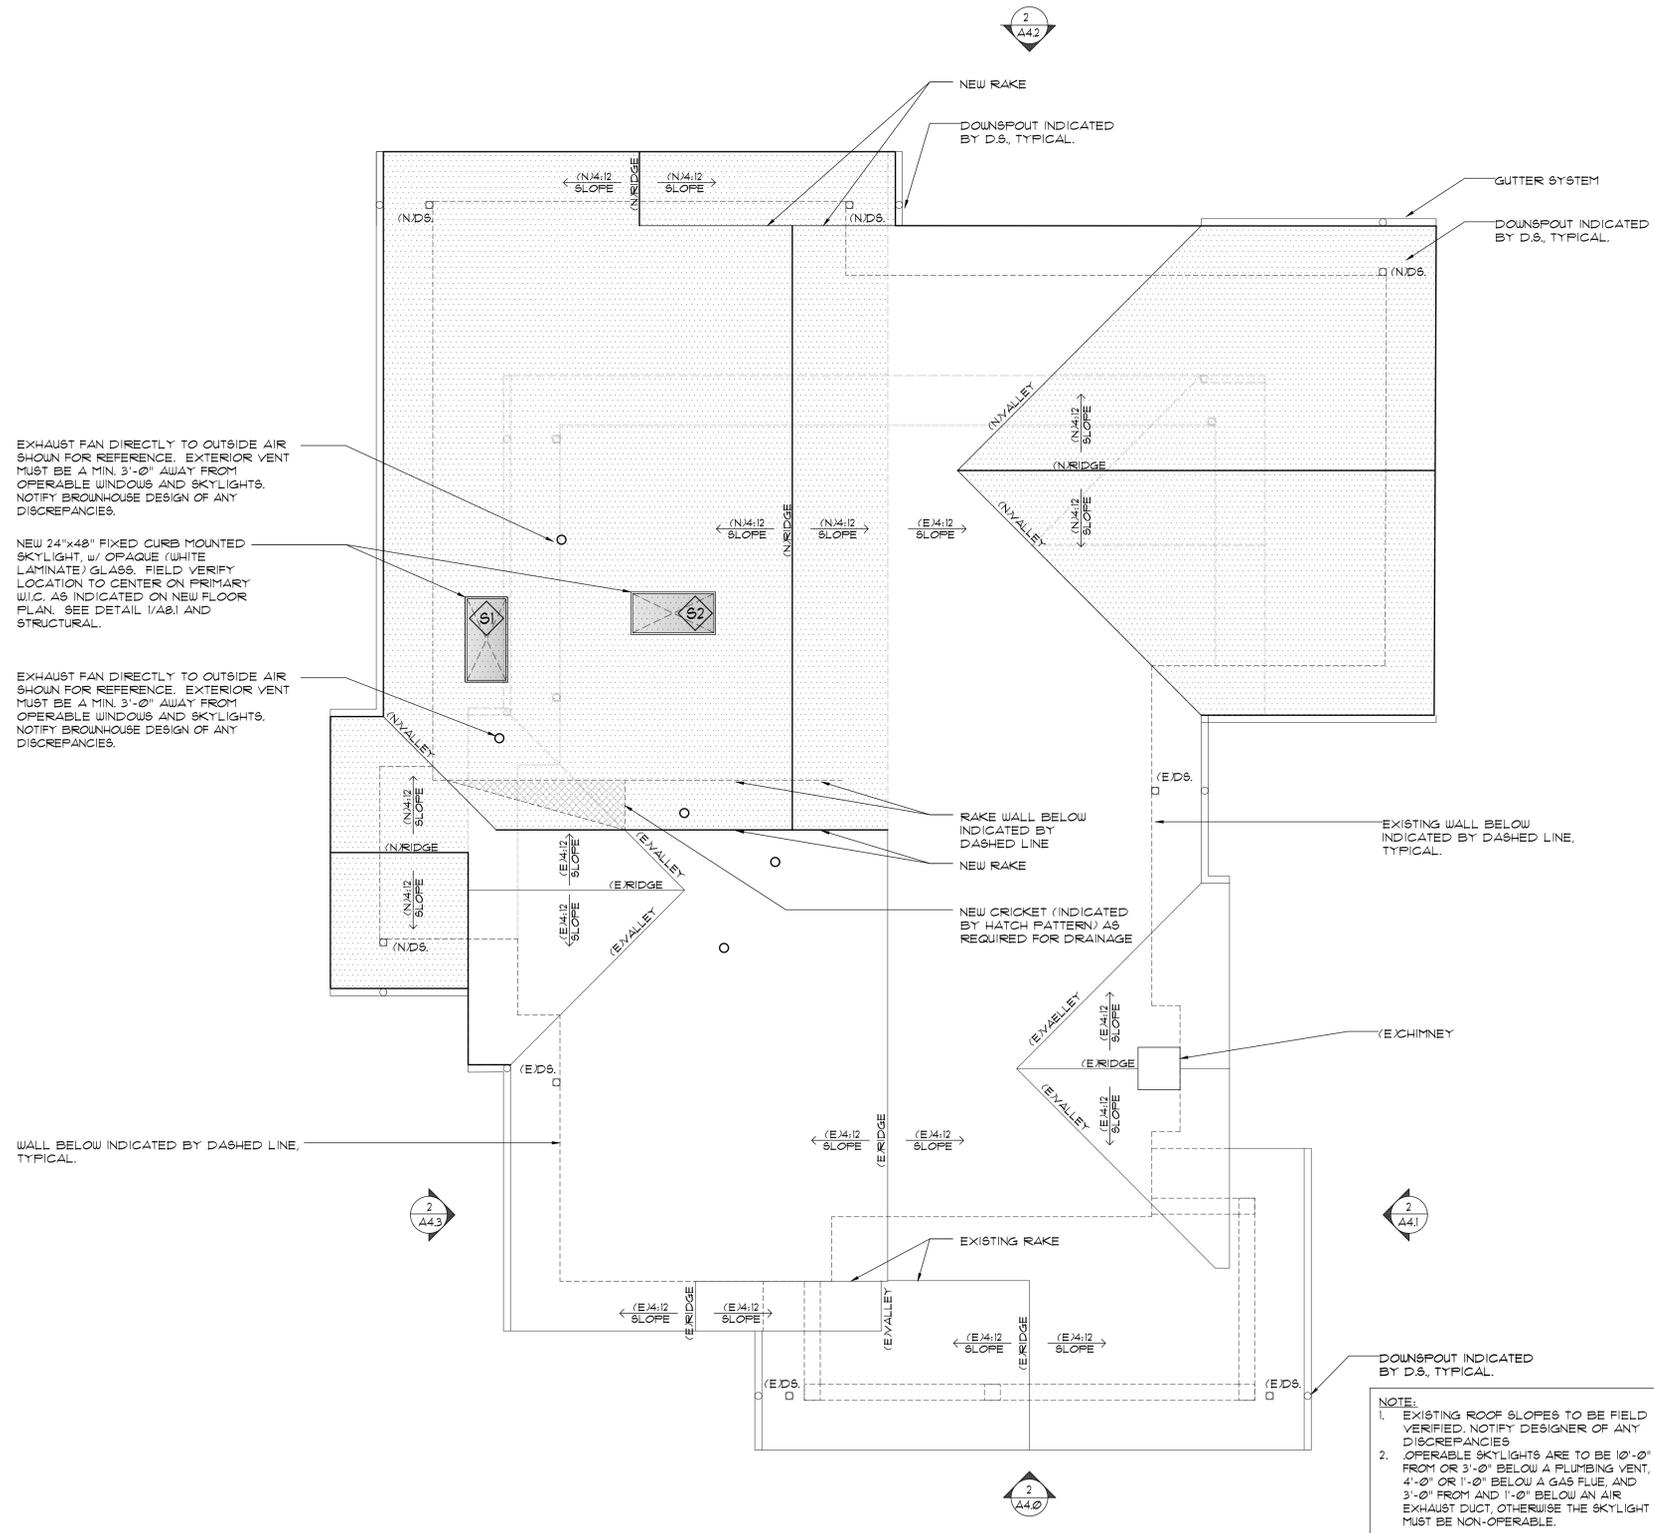 2
A4.2
NEW RAKE
DOWNSPOUT INDICATED
BY D.S., TYPICAL.
GUTTER SYSTEM
DOWNSPOUT INDICATED
BY D.S., TYPICAL.
(N)4:12
SLOPE
(N)RIDGE
(N)4:12
SLOPE
(N)DS.
(N)DS.
(N)DS.
(N)VALLEY
(N)4:12
SLOPE
(N)RIDGE
(N)4:12
SLOPE
(N)VALLEY
EXHAUST FAN DIRECTLY TO OUTSIDE AIR
SHOWN FOR REFERENCE. EXTERIOR VENT
MUST BE A MIN. 3'-0" AWAY FROM
OPERABLE WINDOWS AND SKYLIGHTS.
NOTIFY BROWNHOUSE DESIGN OF ANY
DISCREPANCIES.
(N)4:12
SLOPE
(N)RIDGE
(N)4:12
SLOPE
(E)4:12
SLOPE
NEW 24"x48" FIXED CURB MOUNTED
SKYLIGHT, w/ OPAQUE (WHITE
LAMINATE) GLASS. FIELD VERIFY
LOCATION TO CENTER ON PRIMARY
W.I.C. AS INDICATED ON NEW FLOOR
PLAN. SEE DETAIL 1/A8.1 AND
STRUCTURAL.
S1
S2
EXHAUST FAN DIRECTLY TO OUTSIDE AIR
SHOWN FOR REFERENCE. EXTERIOR VENT
MUST BE A MIN. 3'-0" AWAY FROM
OPERABLE WINDOWS AND SKYLIGHTS.
NOTIFY BROWNHOUSE DESIGN OF ANY
DISCREPANCIES.
(N)VALLEY
(N)4:12
SLOPE
(N)RIDGE
(N)4:12
SLOPE
(N)DS.
(E)4:12
SLOPE
(E)VALLEY
(E)RIDGE
(E)4:12
SLOPE
(E)VALLEY
RAKE WALL BELOW
INDICATED BY
DASHED LINE
NEW RAKE
NEW CRICKET (INDICATED
BY HATCH PATTERN) AS
REQUIRED FOR DRAINAGE
(E)DS.
EXISTING WALL BELOW
INDICATED BY DASHED LINE,
TYPICAL.
(E)VAELLEY
(E)4:12
SLOPE
(E)RIDGE
(E)4:12
SLOPE
(E)VALLEY
(E)CHIMNEY
(E)DS.
WALL BELOW INDICATED BY DASHED LINE,
TYPICAL.
(E)4:12
SLOPE
(E)RIDGE
(E)4:12
SLOPE
2
A4.3
2
A4.1
EXISTING RAKE
(E)4:12
SLOPE
(E)RIDGE
(E)4:12
SLOPE
(E)VALLEY
(E)4:12
SLOPE
(E)RIDGE
(E)4:12
SLOPE
(E)DS.
(E)DS.
DOWNSPOUT INDICATED
BY D.S., TYPICAL.
2
A4.0
NOTE:
1. EXISTING ROOF SLOPES TO BE FIELD
VERIFIED. NOTIFY DESIGNER OF ANY
DISCREPANCIES
2. .OPERABLE SKYLIGHTS ARE TO BE 10'-0"
FROM OR 3'-0" BELOW A PLUMBING VENT,
4'-0" OR 1'-0" BELOW A GAS FLUE, AND
3'-0" FROM AND 1'-0" BELOW AN AIR
EXHAUST DUCT, OTHERWISE THE SKYLIGHT
MUST BE NON-OPERABLE.